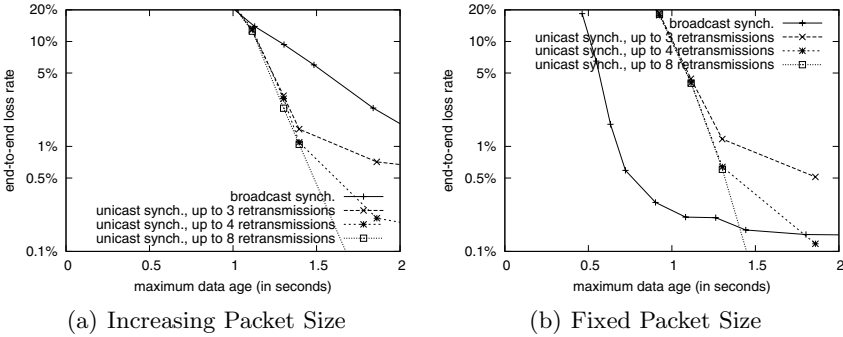 20%
10%
5%
1%
0.5%
0.1%
end-to-end loss rate
broadcast synch.
unicast synch., up to 3 retransmissions
unicast synch., up to 4 retransmissions
unicast synch., up to 8 retransmissions
0 0.5 1 1.5 2
maximum data age (in seconds)
(a) Increasing Packet Size
20%
10%
5%
1%
0.5%
0.1%
end-to-end loss rate
broadcast synch.
unicast synch., up to 3 retransmissions
unicast synch., up to 4 retransmissions
unicast synch., up to 8 retransmissions
0 0.5 1 1.5 2
maximum data age (in seconds)
(b) Fixed Packet Size